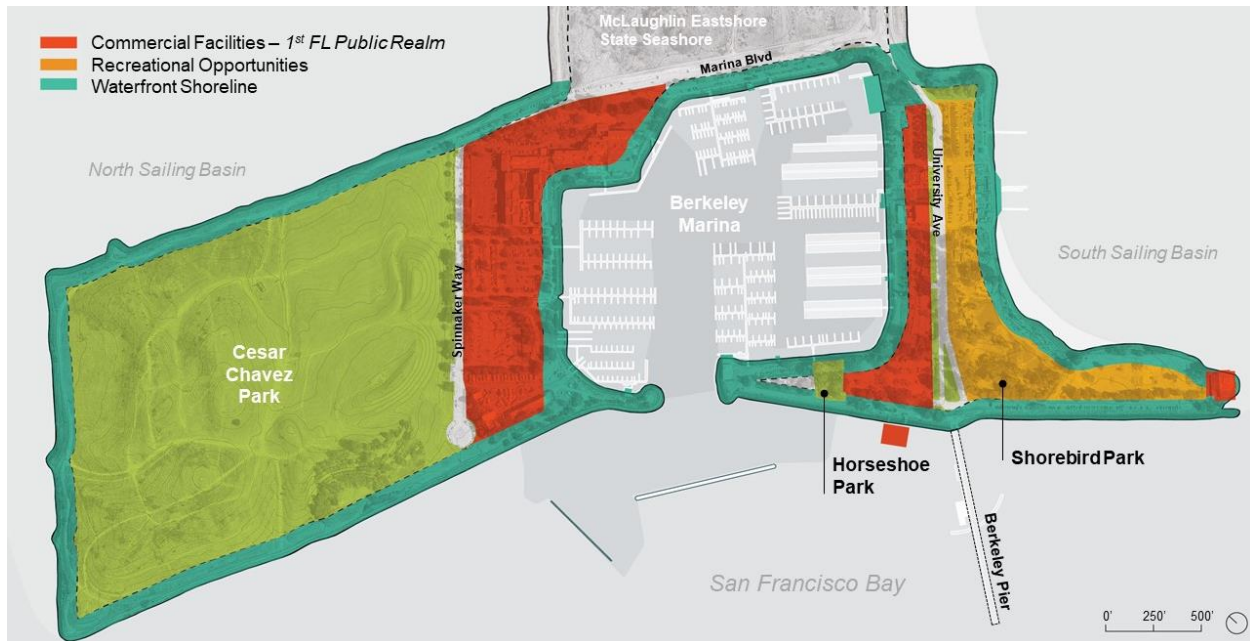 Commercial Facilities – 1st FL Public Realm
Recreational Opportunities
Waterfront Shoreline
McLaughlin Eastshore
State Seashore
Marina Blvd
North Sailing Basin
Berkeley
Marina
University Ave
South Sailing Basin
Spinnaker Way
Cesar
Chavez
Park
Horseshoe
Park
Shorebird Park
Berkeley Pier
San Francisco Bay
0' 250' 500'